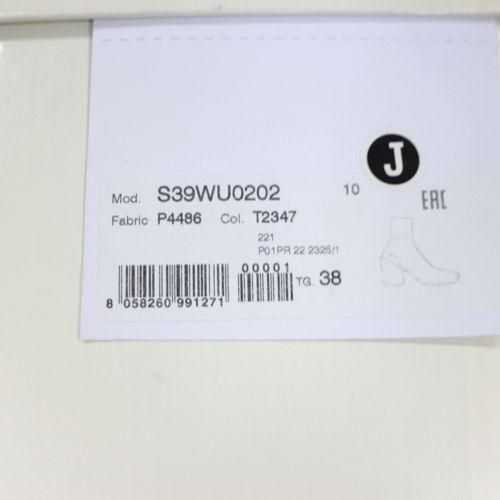 J
Mod. S39WU0202 10
EAC
Fabric P4486 Col. T2347
221
P01PR 22 2325/1
00001
TG. 38
8 058260 991271